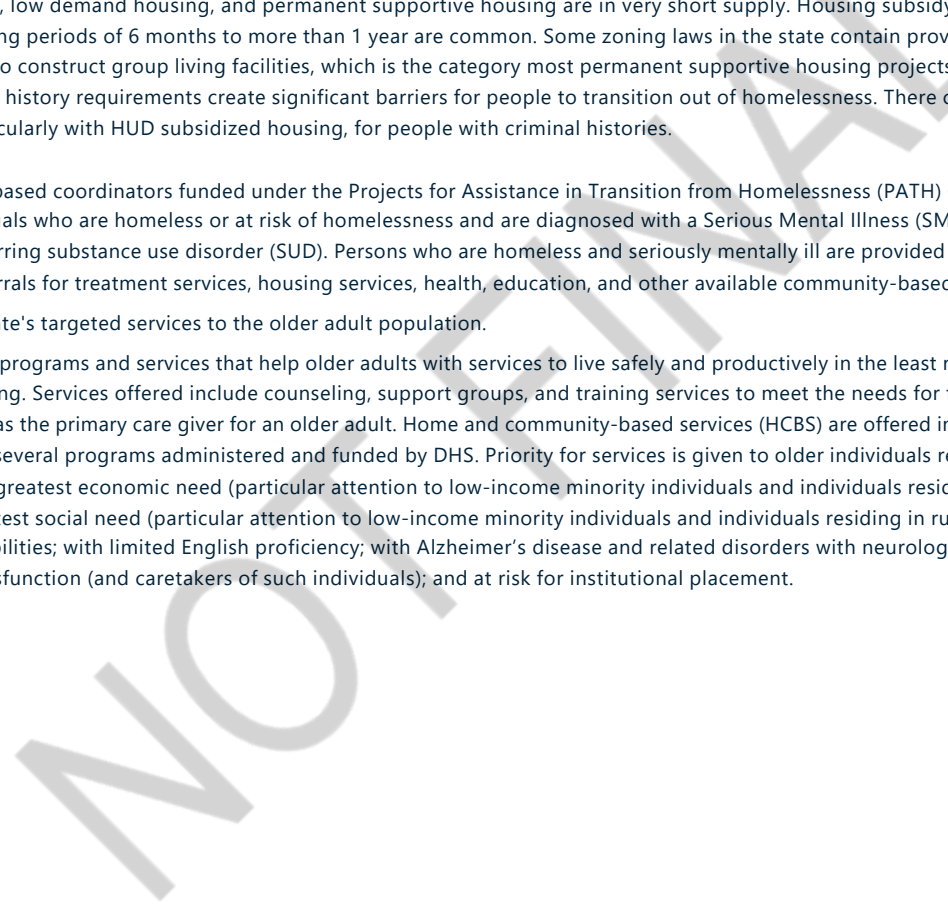 , low demand housing, and permanent supportive housing are in very short supply. Housing subsidy
ng periods of 6 months to more than 1 year are common. Some zoning laws in the state contain prov
o construct group living facilities, which is the category most permanent supportive housing projects
history requirements create significant barriers for people to transition out of homelessness. There
cularly with HUD subsidized housing, for people with criminal histories.
based coordinators funded under the Projects for Assistance in Transition from Homelessness (PATH)
uals who are homeless or at risk of homelessness and are diagnosed with a Serious Mental Illness (SM
rring substance use disorder (SUD). Persons who are homeless and seriously mentally ill are provided
rrals for treatment services, housing services, health, education, and other available community-based
te's targeted services to the older adult population.
programs and services that help older adults with services to live safely and productively in the least
ng. Services offered include counseling, support groups, and training services to meet the needs for
as the primary care giver for an older adult. Home and community-based services (HCBS) are offered in
several programs administered and funded by DHS. Priority for services is given to older individuals re
greatest economic need (particular attention to low-income minority individuals and individuals resid
test social need (particular attention to low-income minority individuals and individuals residing in ru
bilities; with limited English proficiency; with Alzheimer’s disease and related disorders with neurolog
sfunction (and caretakers of such individuals); and at risk for institutional placement.
NOT FINAL